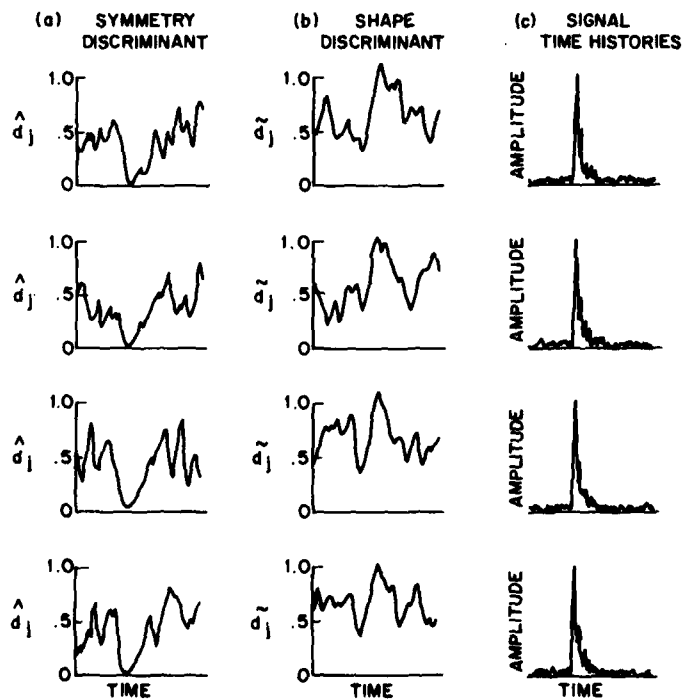 (a) SYMMETRY DISCRIMINANT
(b) SHAPE DISCRIMINANT
(c) SIGNAL TIME HISTORIES
1.0
.5
0
d̂j
1.0
.5
0
d̃j
AMPLITUDE
1.0
.5
0
d̂j
1.0
.5
0
d̃j
AMPLITUDE
1.0
.5
0
d̂j
1.0
.5
0
d̃j
AMPLITUDE
1.0
.5
0
d̂j
1.0
.5
0
d̃j
AMPLITUDE
TIME
TIME
TIME